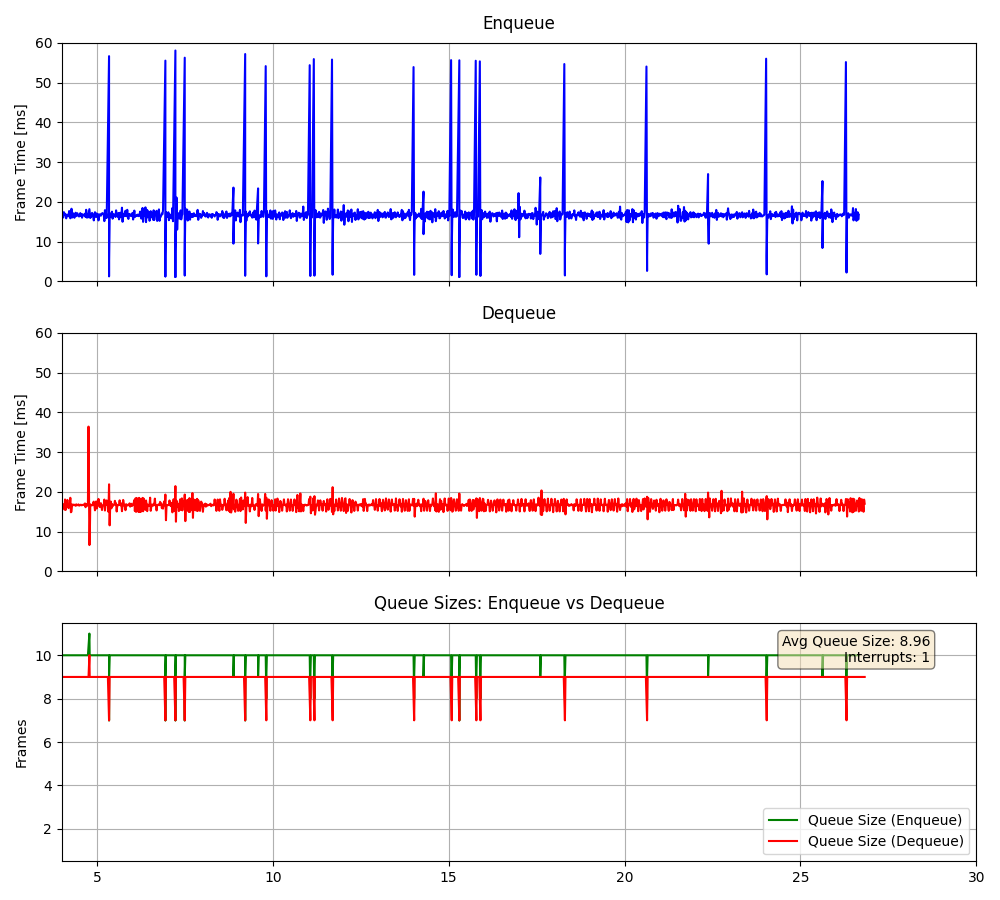 Enqueue
60
50
40
30
20
10
0
Frame Time [ms]
Dequeue
60
50
40
30
20
10
0
Frame Time [ms]
Queue Sizes: Enqueue vs Dequeue
Avg Queue Size: 8.96
Interrupts: 1
10
8
6
4
2
Frames
Queue Size (Enqueue)
Queue Size (Dequeue)
5 10 15 20 25 30